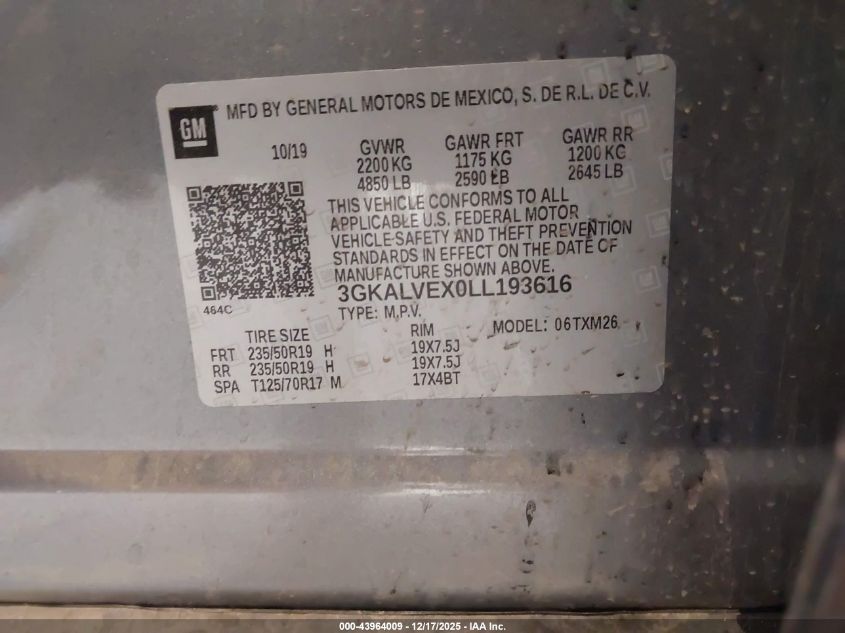 GM
MFD BY GENERAL MOTORS DE MEXICO, S. DE R.L. DE C.V.
10/19 GVWR GAWR FRT GAWR RR
2200 KG 1175 KG 1200 KG
4850 LB 2590 LB 2645 LB
THIS VEHICLE CONFORMS TO ALL
APPLICABLE U.S. FEDERAL MOTOR
VEHICLE-SAFETY AND THEFT PREVENTION
STANDARDS IN EFFECT ON THE DATE OF
MANUFACTURE SHOWN ABOVE.
3GKALVEX0LL193616
464C
TYPE: M.P.V.
TIRE SIZE RIM MODEL: 06TXM26
FRT 235/50R19 H 19X7.5J
RR 235/50R19 H 19X7.5J
SPA T125/70R17 M 17X4BT
000-43964009 - 12/17/2025 - IAA Inc.